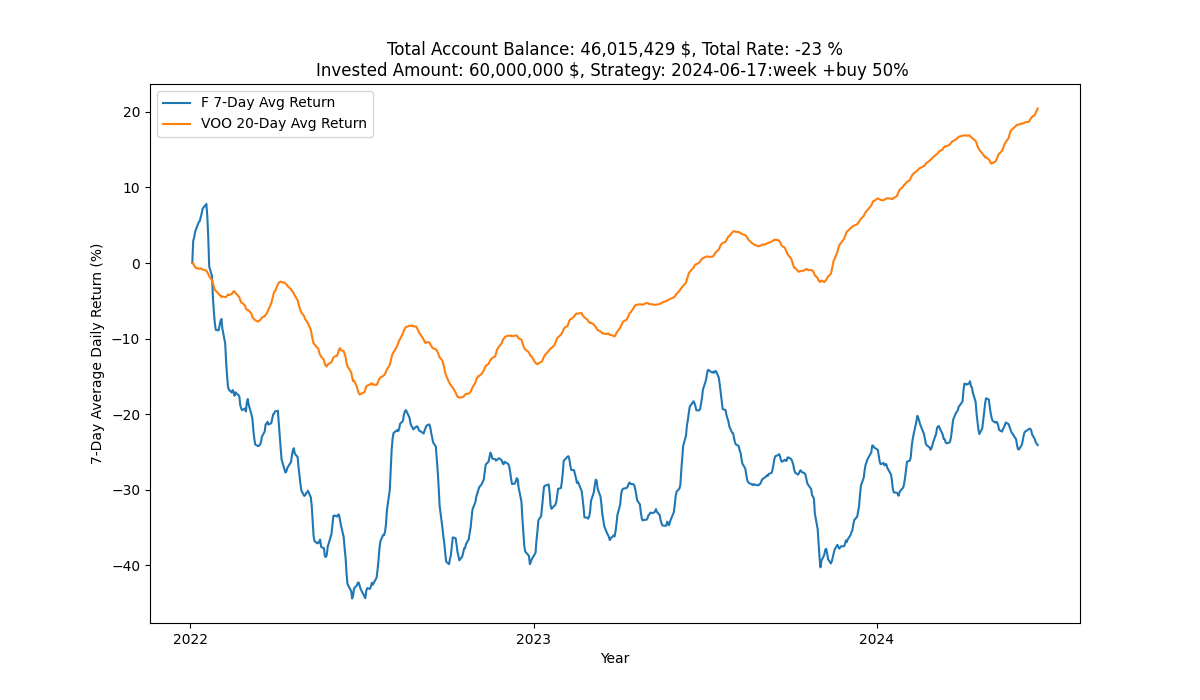 Total Account Balance: 46,015,429 $, Total Rate: -23 %
Invested Amount: 60,000,000 $, Strategy: 2024-06-17:week +buy 50%
F 7-Day Avg Return
VOO 20-Day Avg Return
7-Day Average Daily Return (%)
20
10
0
−10
−20
−30
−40
2022
2023
2024
Year